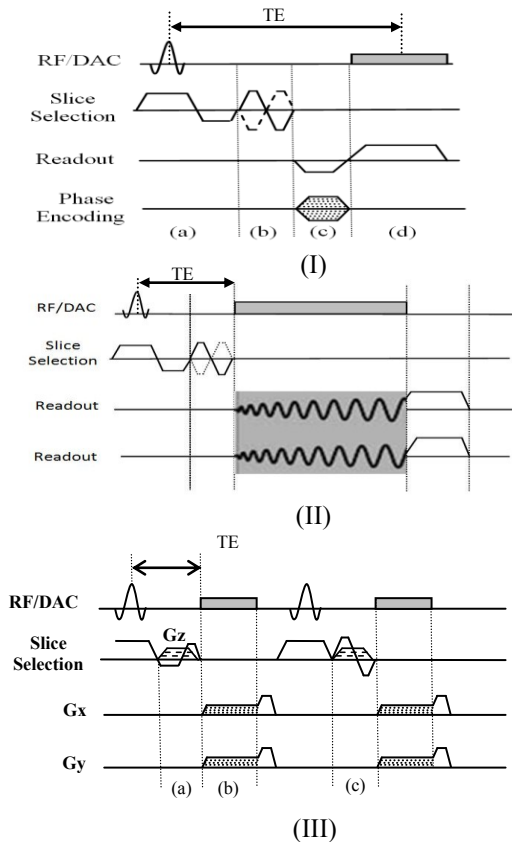 TE
RF/DAC
Slice
Selection
Readout
Phase
Encoding
(a) (b) (c) (d)
(I)
TE
RF/DAC
Slice
Selection
Readout
Readout
(II)
TE
RF/DAC
Slice
Selection
Gz
Gx
Gy
(a) (b) (c)
(III)